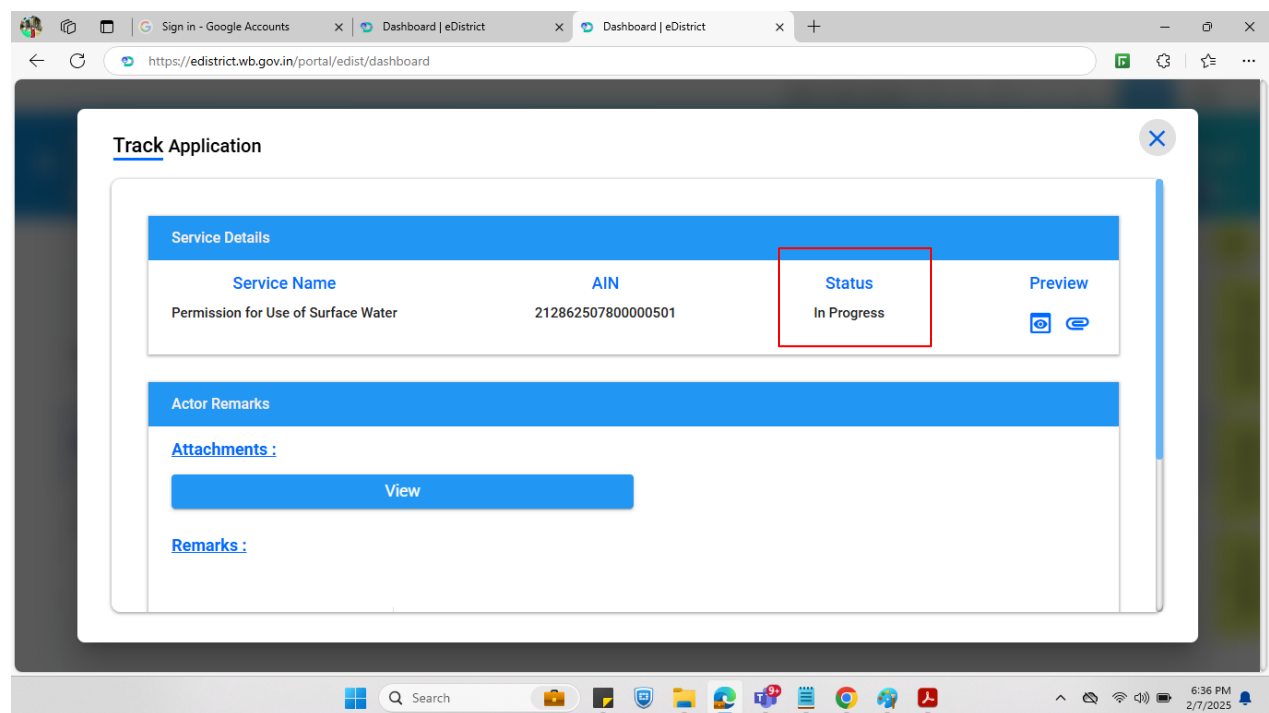 Sign in - Google Accounts
Dashboard | eDistrict
Dashboard | eDistrict
https://edistrict.wb.gov.in/portal/edist/dashboard
Track Application
Service Details
Service Name AIN Status Preview
Permission for Use of Surface Water 212862507800000501 In Progress
Actor Remarks
Attachments :
View
Remarks :
Search
9+
6:36 PM
2/7/2025